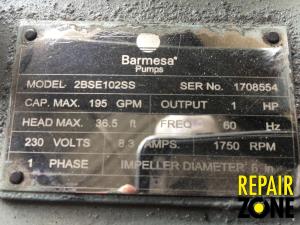 Barmesa®
Pumps
MODEL 2BSE102SS SER No. 1708554
CAP. MAX. 195 GPM OUTPUT .1 HP
HEAD MAX. 36.5 ft FREQ 60 Hz
230 VOLTS 8.3 AMPS. 1750 RPM
1 PHASE IMPELLER DIAMETER 6 in
REPAIR
ZONE